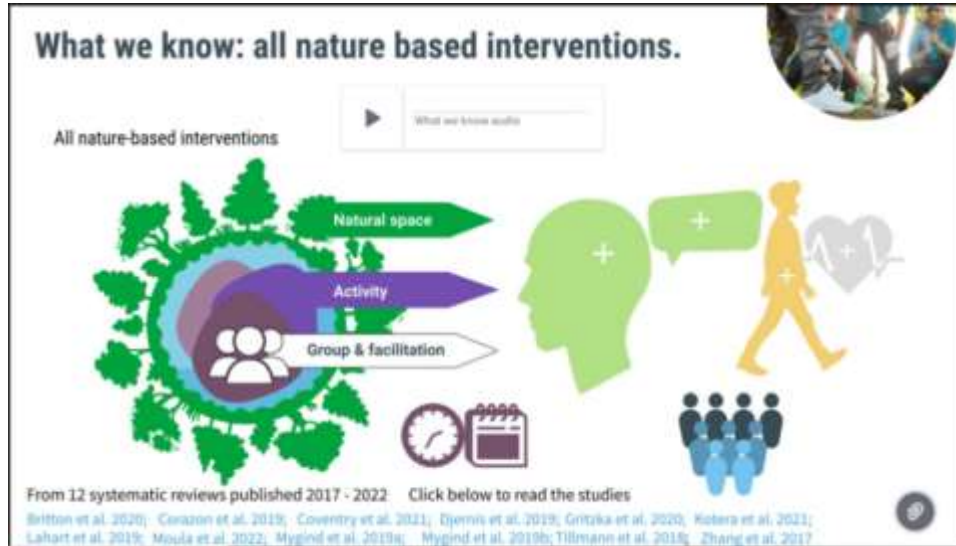 What we know: all nature based interventions.
What we know audio
All nature-based interventions
Natural space
Activity
Group & facilitation
From 12 systematic reviews published 2017 - 2022 Click below to read the studies
Britton et al. 2020; Corazon et al. 2019; Coventry et al. 2021; Djernis et al. 2019; Gritzka et al. 2020; Kotera et al. 2021;
Lahart et al. 2019; Moula et al. 2022; Mygind et al. 2019a; Mygind et al. 2019b; Tillmann et al. 2018; Zhang et al. 2017